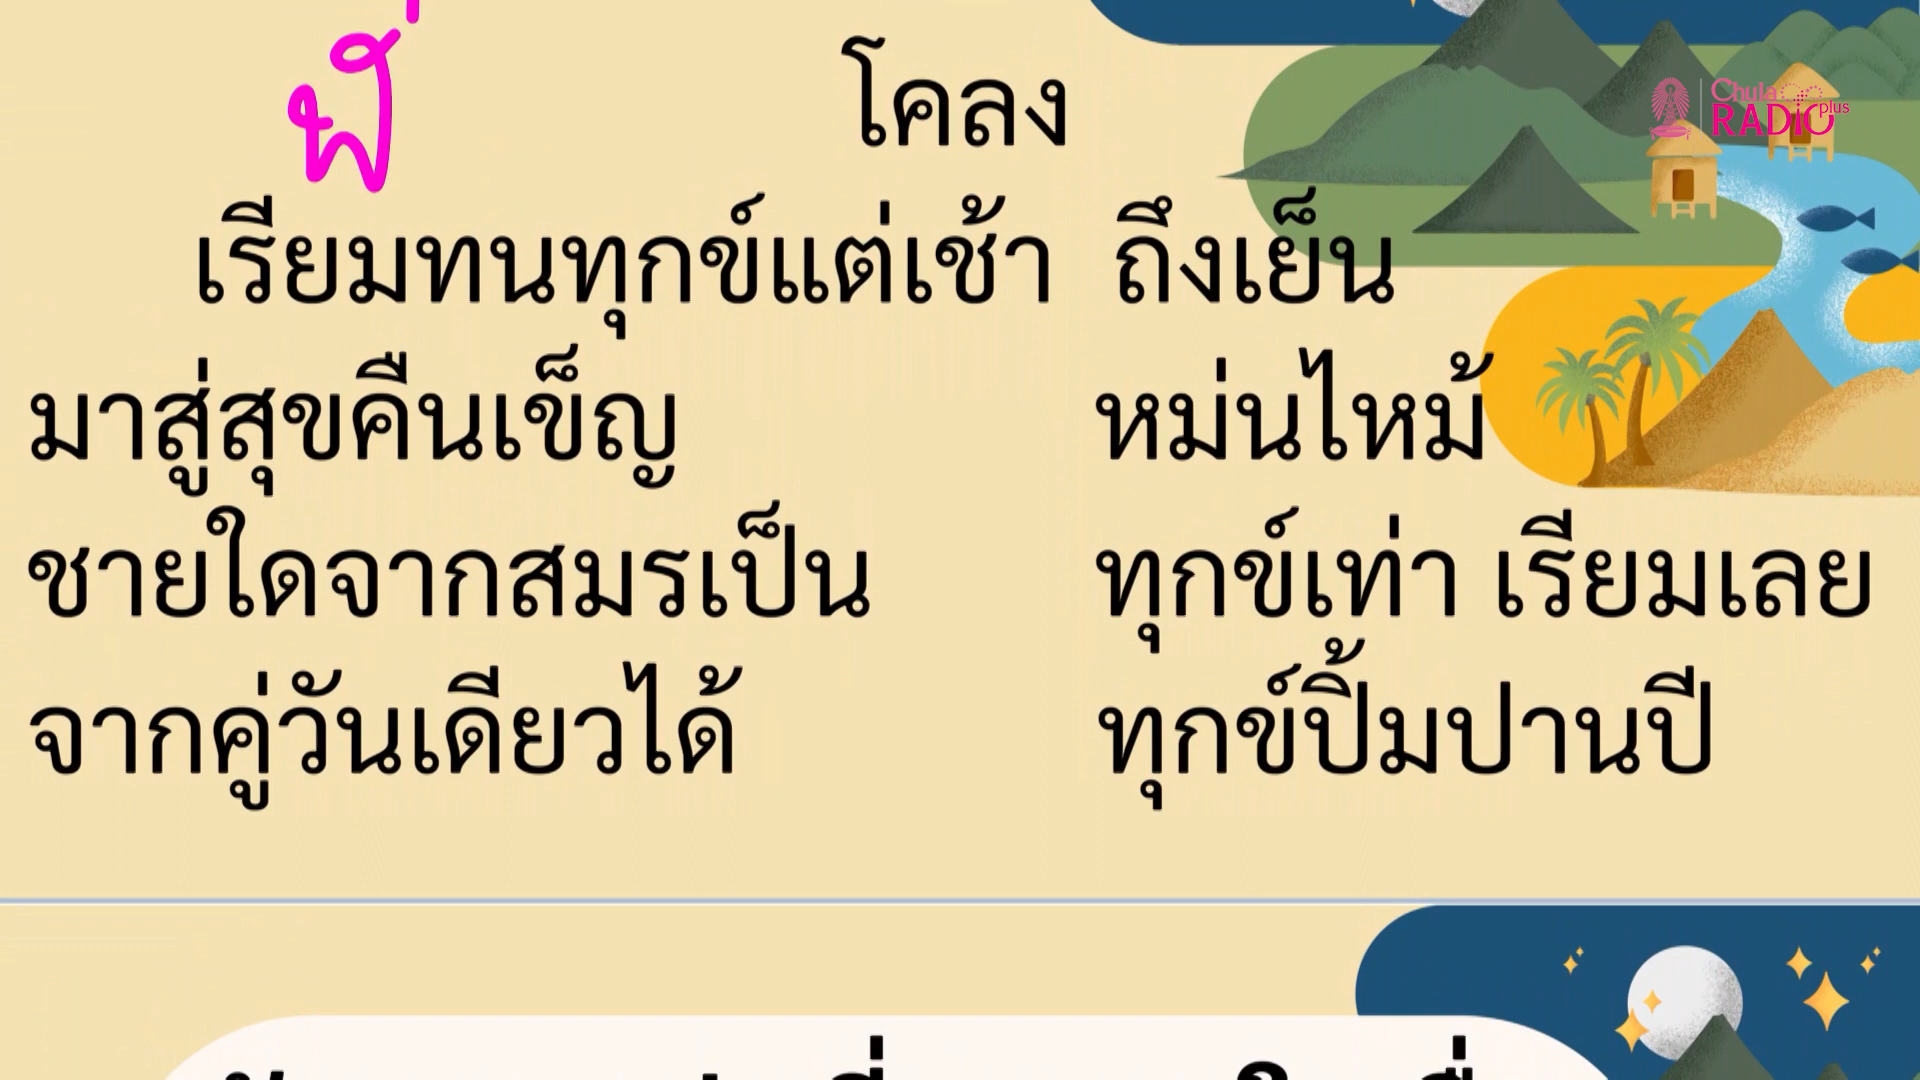 พี่
โคลง
Chula
RADIO plus
เรียมทนทุกข์แต่เช้า ถึงเย็น
มาสู่สุขคืนเข็ญ หม่นไหม้
ชายใดจากสมรเป็น ทุกข์เท่า เรียมเลย
จากคู่วันเดียวได้ ทุกข์ปิ้มปานปี